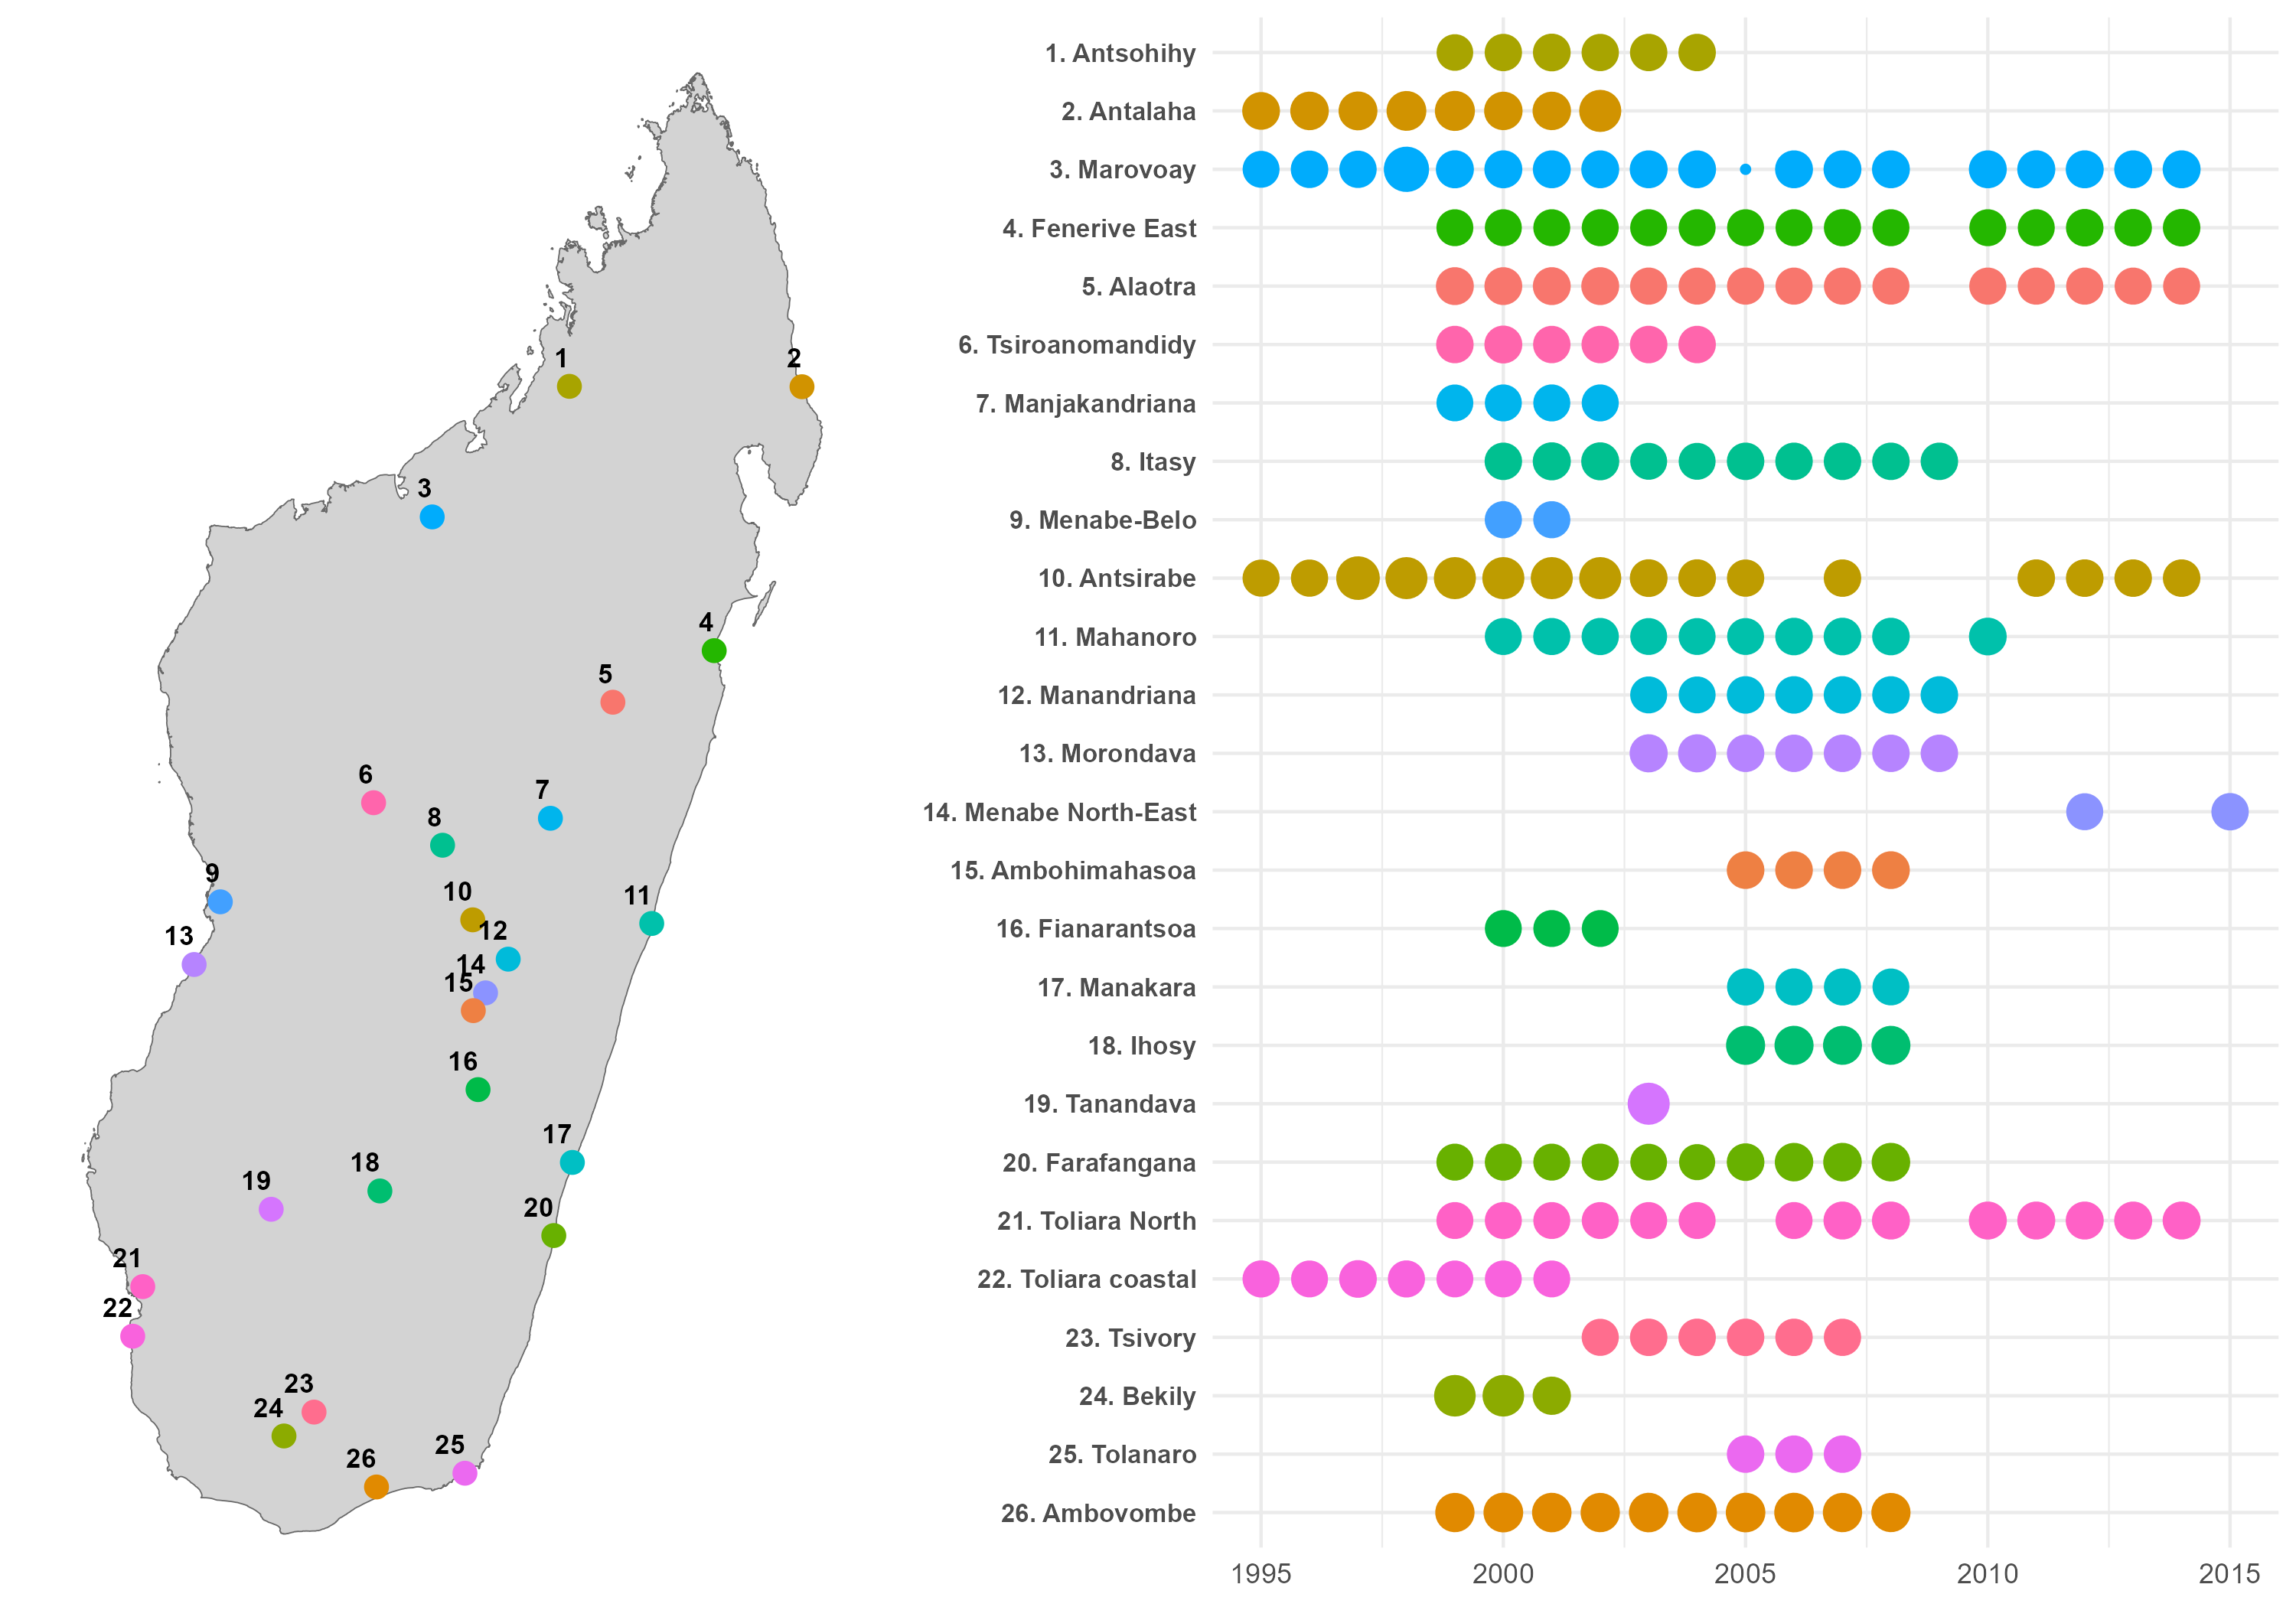 1
2
3
4
5
6
7
8
9
10
11
12
13
14
15
16
17
18
19
20
21
22
23
24
25
26
1. Antsohihy
2. Antalaha
3. Marovoay
4. Fenerive East
5. Alaotra
6. Tsiroanomandidy
7. Manjakandriana
8. Itasy
9. Menabe-Belo
10. Antsirabe
11. Mahanoro
12. Manandriana
13. Morondava
14. Menabe North-East
15. Ambohimahasoa
16. Fianarantsoa
17. Manakara
18. Ihosy
19. Tanandava
20. Farafangana
21. Toliara North
22. Toliara coastal
23. Tsivory
24. Bekily
25. Tolanaro
26. Ambovombe
1995 2000 2005 2010 2015